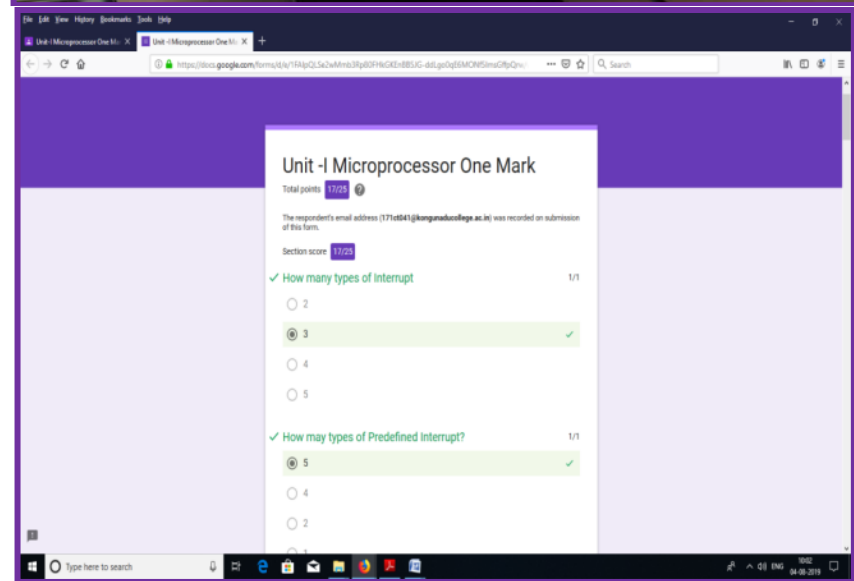 File Edit View History Bookmarks Tools Help
Unit-I Microprocessor One M
Unit -I Microprocessor One M
Search
Unit -I Microprocessor One Mark
Total points 17/25
The respondent's email address (171ct041@kongunaducollege.ac.in) was recorded on submission
of this form.
Section score 17/25
How many types of Interrupt 1/1
2
3
4
5
How may types of Predefined Interrupt? 1/1
5
4
2
1
Type here to search
ENG
10:02
04-08-2019